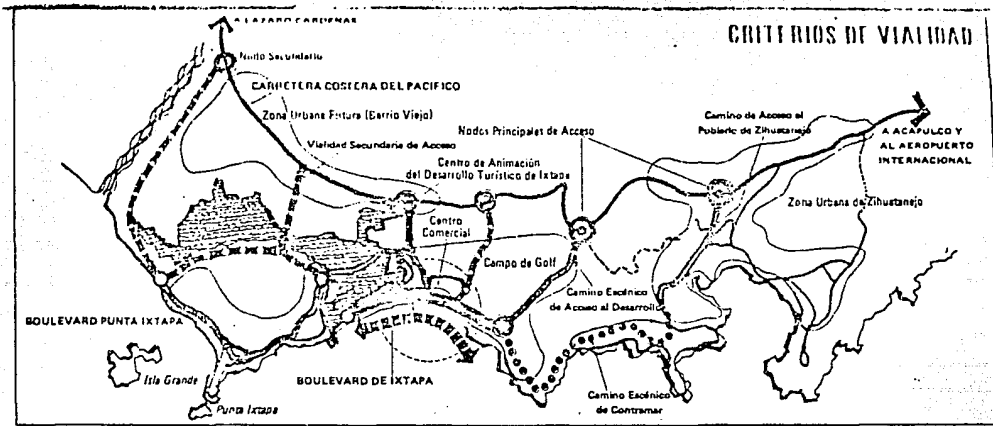 A LAZARO CARDENAS
CRITERIOS DE VIALIDAD
Nodo Secundario
CARRETERA COSTERA DEL PACIFICO
Zona Urbana Futura (Barrio Viejo)
Nodos Principales de Acceso
Camino de Acceso al
Poblado de Zihuatanejo
A ACAPULCO Y
AL AEROPUERTO
INTERNACIONAL
Vialidad Secundaria de Acceso
Centro de Animación
del Desarrollo Turístico de Ixtapa
Zona Urbana de Zihuatanejo
Centro
Comercial
Campo de Golf
Camino Escénico
de Acceso al Desarrollo
BOULEVARD PUNTA IXTAPA
Isla Grande
BOULEVARD DE IXTAPA
Punta Ixtapa
Camino Escénico
de Contramar